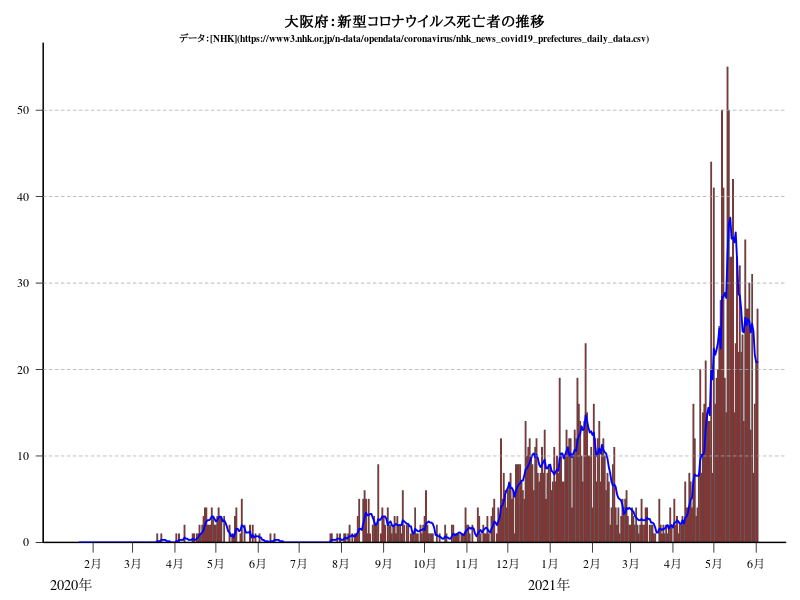 大阪府：新型コロナウイルス死亡者の推移
データ：[NHK](https://www3.nhk.or.jp/n-data/opendata/coronavirus/nhk_news_covid19_prefectures_daily_data.csv)
50
40
30
20
10
0
2月 3月 4月 5月 6月 7月 8月 9月 10月 11月 12月 1月 2月 3月 4月 5月 6月
2020年 2021年